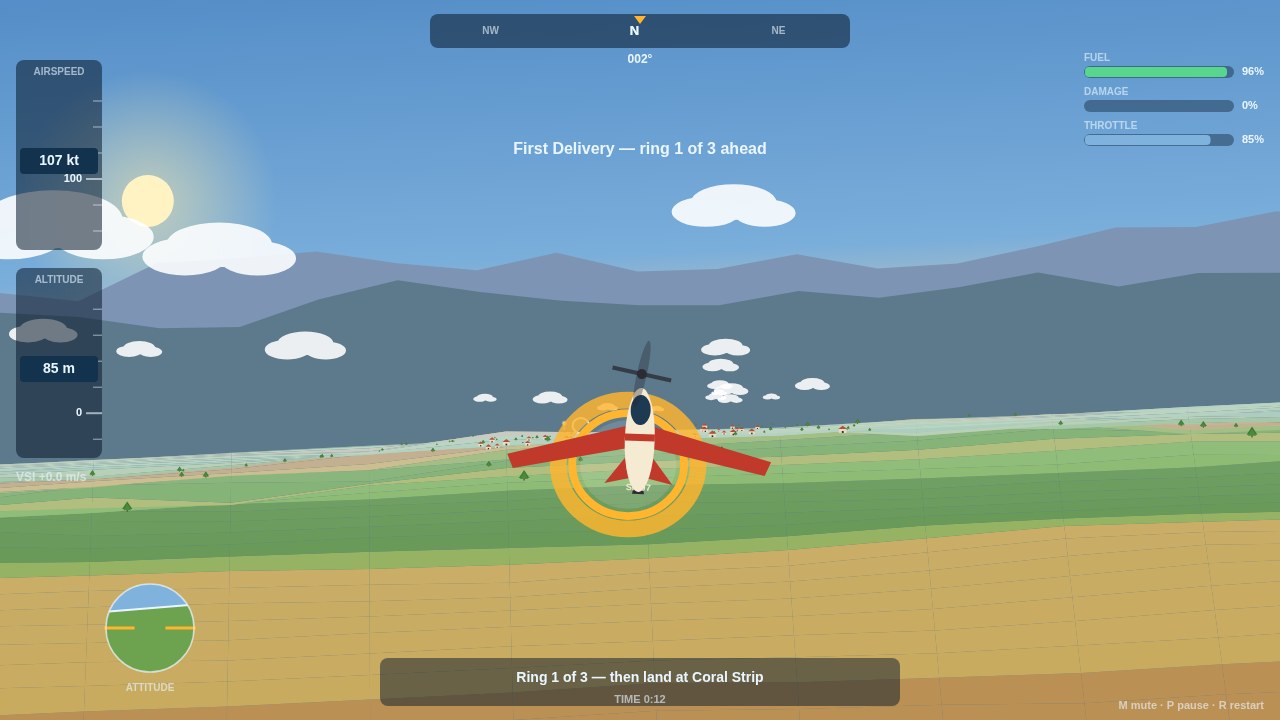 NW N NE
002°
AIRSPEED
107 kt
100
ALTITUDE
85 m
0
VSI +0.0 m/s
FUEL
96%
DAMAGE
0%
THROTTLE
85%
First Delivery — ring 1 of 3 ahead
ATTITUDE
Ring 1 of 3 — then land at Coral Strip
TIME 0:12
M mute · P pause · R restart